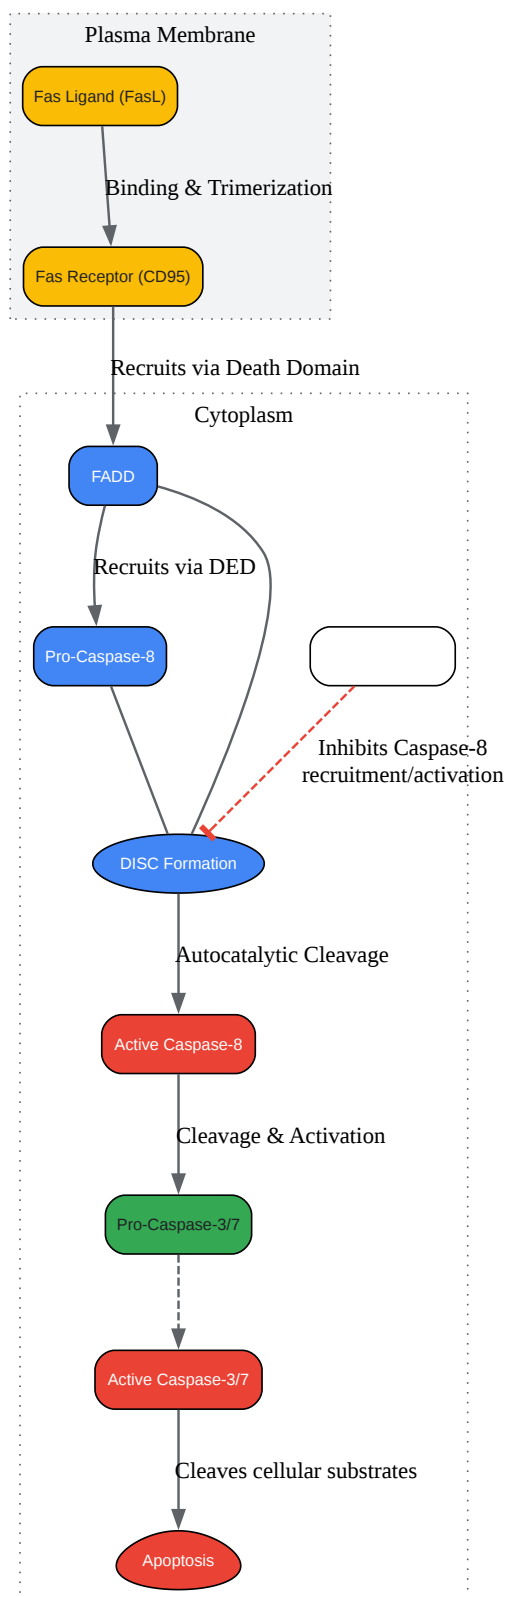 Plasma Membrane
Fas Ligand (FasL)
Binding & Trimerization
Fas Receptor (CD95)
Recruits via Death Domain
Cytoplasm
FADD
Recruits via DED
Pro-Caspase-8
Inhibits Caspase-8
recruitment/activation
DISC Formation
Autocatalytic Cleavage
Active Caspase-8
Cleavage & Activation
Pro-Caspase-3/7
Active Caspase-3/7
Cleaves cellular substrates
Apoptosis